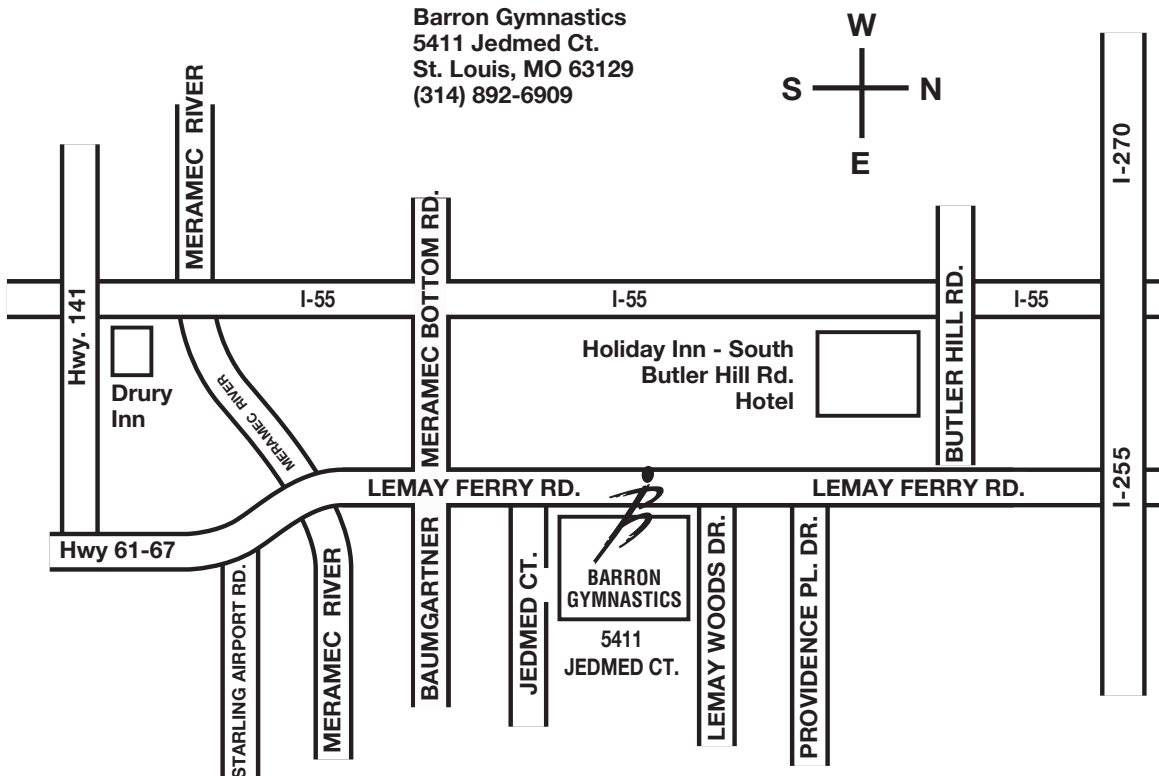 Barron Gymnastics
5411 Jedmed Ct.
St. Louis, MO 63129
(314) 892-6909
W
S
N
E
MERAMEC RIVER
I-270
Hwy. 141
I-55
MERAMEC BOTTOM RD.
I-55
BUTLER HILL RD.
I-55
Drury
Inn
MERAMEC RIVER
Holiday Inn - South
Butler Hill Rd.
Hotel
I-255
LEMAY FERRY RD.
LEMAY FERRY RD.
Hwy 61-67
STARLING AIRPORT RD.
MERAMEC RIVER
BAUMGARTNER
JEDMED CT.
BARRON
GYMNASTICS
5411
JEDMED CT.
LEMAY WOODS DR.
PROVIDENCE PL. DR.